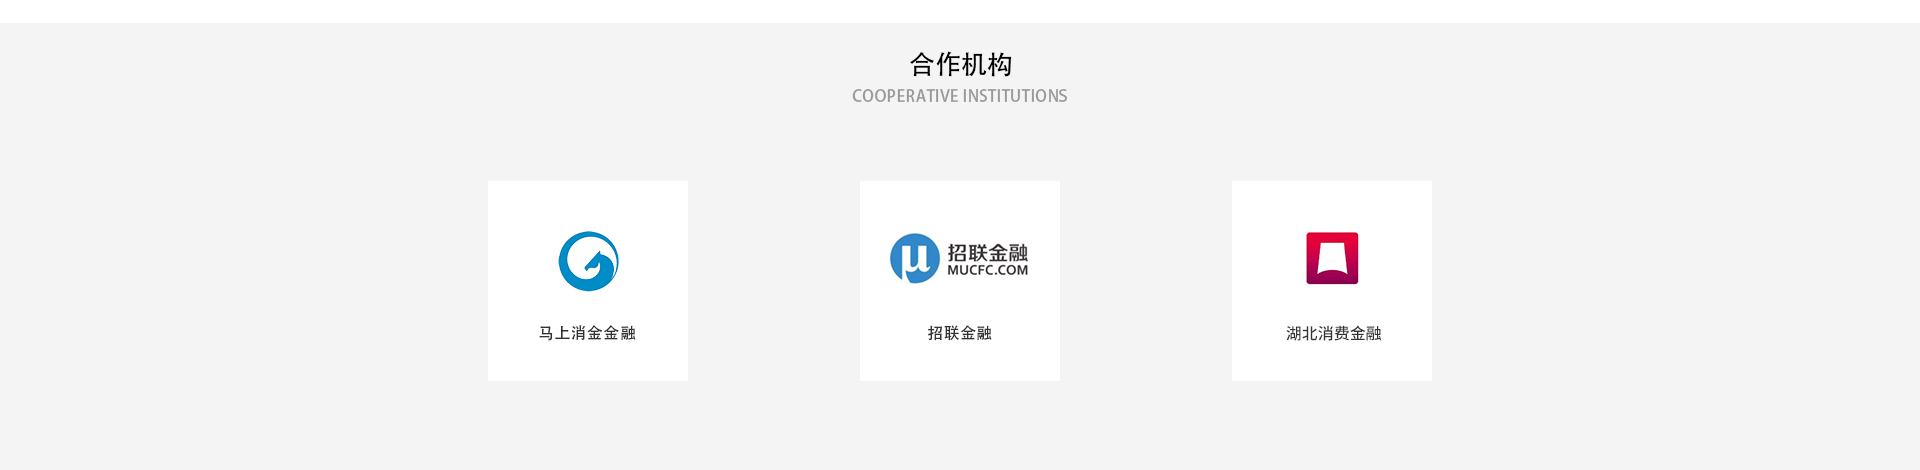 合作机构
COOPERATIVE INSTITUTIONS
马上消金金融
招联金融
MUCFC.COM
招联金融
湖北消费金融